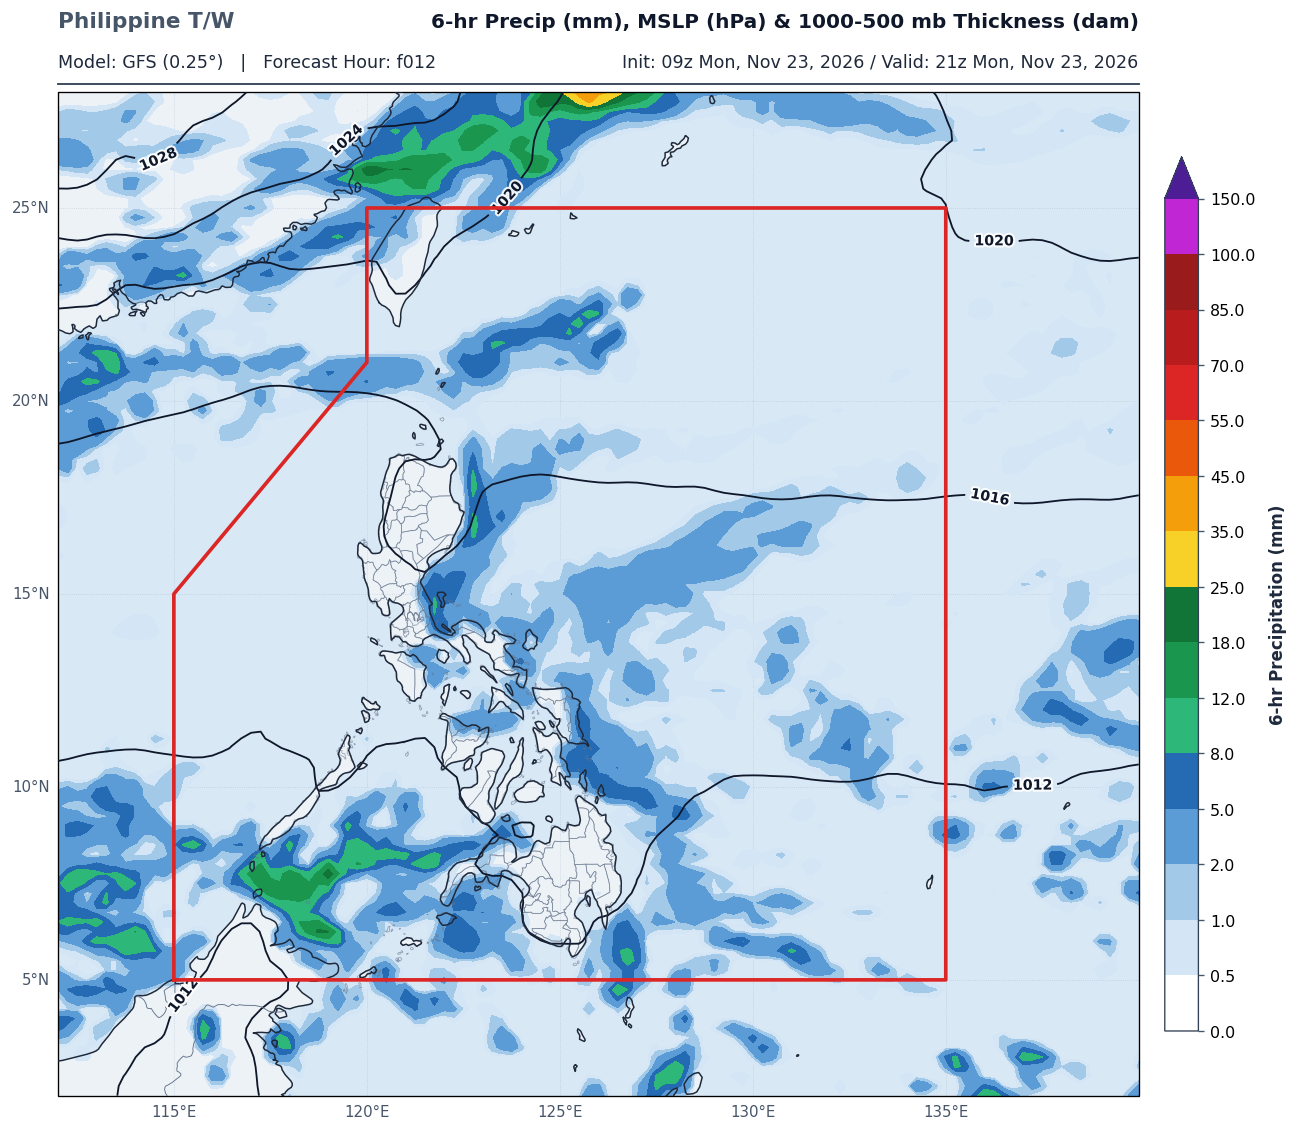 Philippine T/W
6-hr Precip (mm), MSLP (hPa) & 1000-500 mb Thickness (dam)
Model: GFS (0.25°) | Forecast Hour: f012
Init: 09z Mon, Nov 23, 2026 / Valid: 21z Mon, Nov 23, 2026
1024
1028
1020
1020
1016
1012
1012
25°N
20°N
15°N
10°N
5°N
115°E
120°E
125°E
130°E
135°E
150.0
100.0
85.0
70.0
55.0
45.0
35.0
25.0
18.0
12.0
8.0
5.0
2.0
1.0
0.5
0.0
6-hr Precipitation (mm)